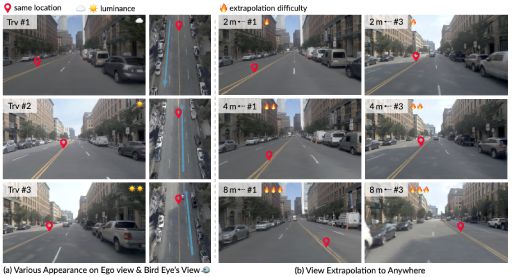 same location
luminance
extrapolation difficulty
Trv #1
2 m ← #1
2 m ← #3
Trv #2
4 m ← #1
4 m ← #3
Trv #3
8 m ← #1
8 m ← #3
(a) Various Appearance on Ego view & Bird Eye's View
(b) View Extrapolation to Anywhere